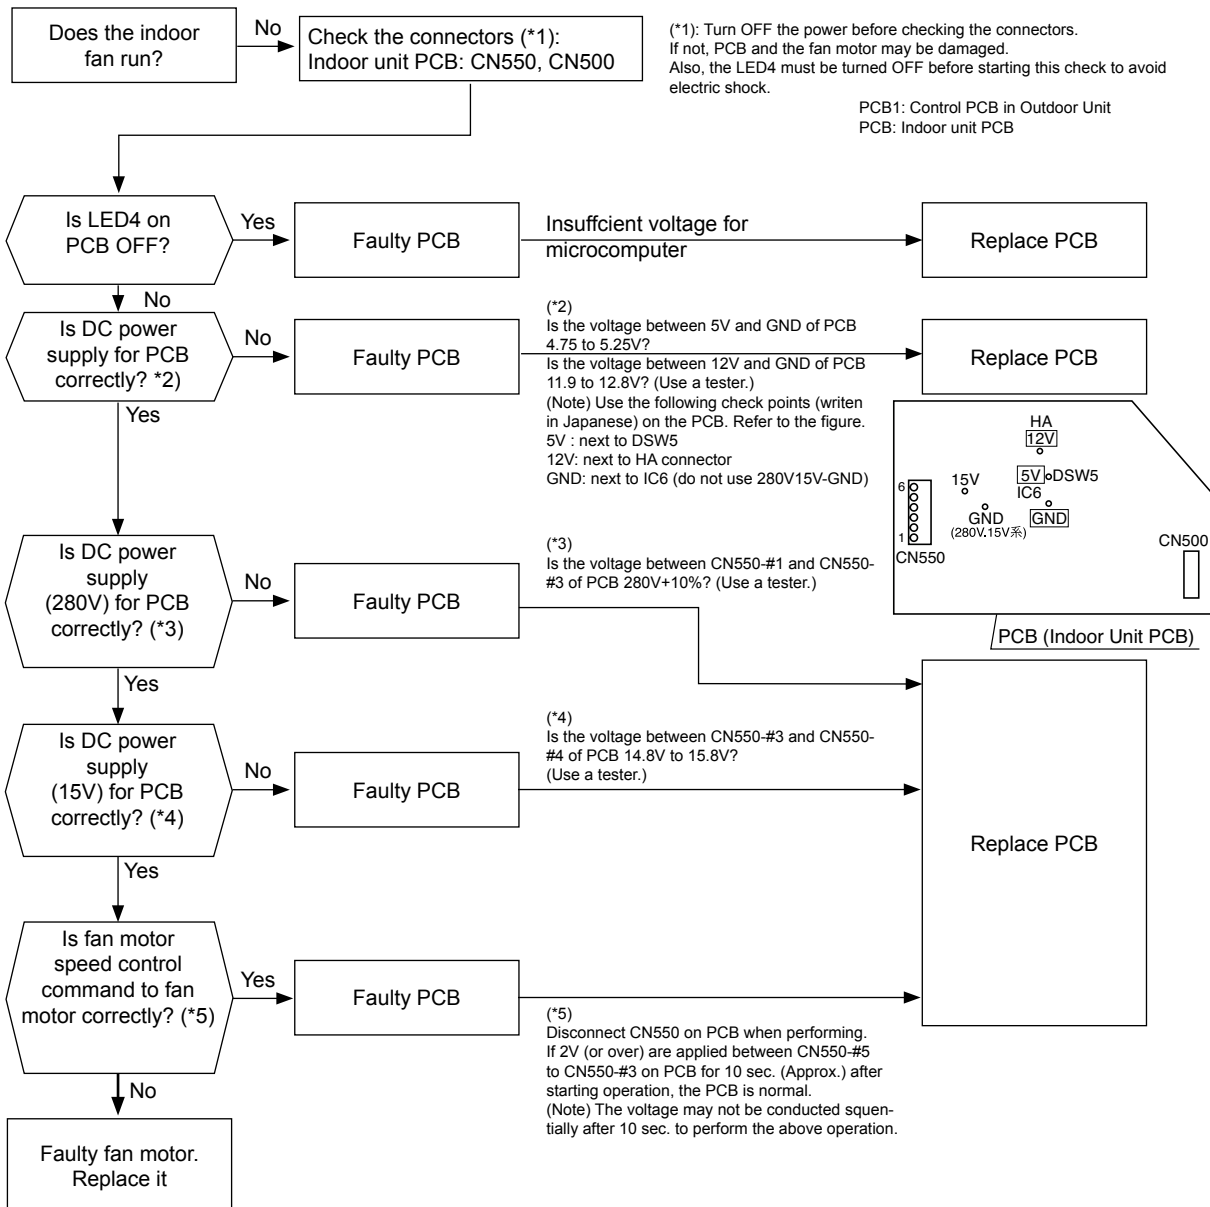 Does the indoor
fan run?
No
Check the connectors (*1):
Indoor unit PCB: CN550, CN500
(*1): Turn OFF the power before checking the connectors.
If not, PCB and the fan motor may be damaged.
Also, the LED4 must be turned OFF before starting this check to avoid
electric shock.
PCB1: Control PCB in Outdoor Unit
PCB: Indoor unit PCB
Is LED4 on
PCB OFF?
Yes
Faulty PCB
Insuffcient voltage for
microcomputer
Replace PCB
No
Is DC power
supply for PCB
correctly? *2)
No
Faulty PCB
(*2)
Is the voltage between 5V and GND of PCB
4.75 to 5.25V?
Is the voltage between 12V and GND of PCB
11.9 to 12.8V? (Use a tester.)
(Note) Use the following check points (writen
in Japanese) on the PCB. Refer to the figure.
5V : next to DSW5
12V: next to HA connector
GND: next to IC6 (do not use 280V15V-GND)
Replace PCB
Yes
HA
12V
15V
5V
DSW5
IC6
GND
(280V.15V系)
GND
6
1
CN550
CN500
PCB (Indoor Unit PCB)
Is DC power
supply
(280V) for PCB
correctly? (*3)
No
Faulty PCB
(*3)
Is the voltage between CN550-#1 and CN550-
#3 of PCB 280V+10%? (Use a tester.)
Yes
Is DC power
supply
(15V) for PCB
correctly? (*4)
No
Faulty PCB
(*4)
Is the voltage between CN550-#3 and CN550-
#4 of PCB 14.8V to 15.8V?
(Use a tester.)
Replace PCB
Yes
Is fan motor
speed control
command to fan
motor correctly? (*5)
Yes
Faulty PCB
(*5)
Disconnect CN550 on PCB when performing.
If 2V (or over) are applied between CN550-#5
to CN550-#3 on PCB for 10 sec. (Approx.) after
starting operation, the PCB is normal.
(Note) The voltage may not be conducted squen-
tially after 10 sec. to perform the above operation.
No
Faulty fan motor.
Replace it